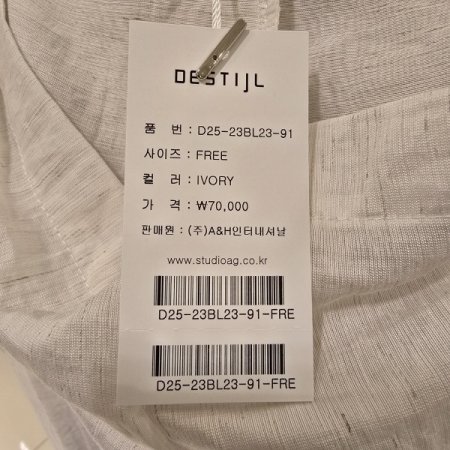 DESTIJL
품 번 : D25-23BL23-91
사이즈 : FREE
컬 러 : IVORY
가 격 : ₩70,000
판매원 : (주)A&H인터내셔날
www.studioag.co.kr
D25-23BL23-91-FRE
D25-23BL23-91-FRE